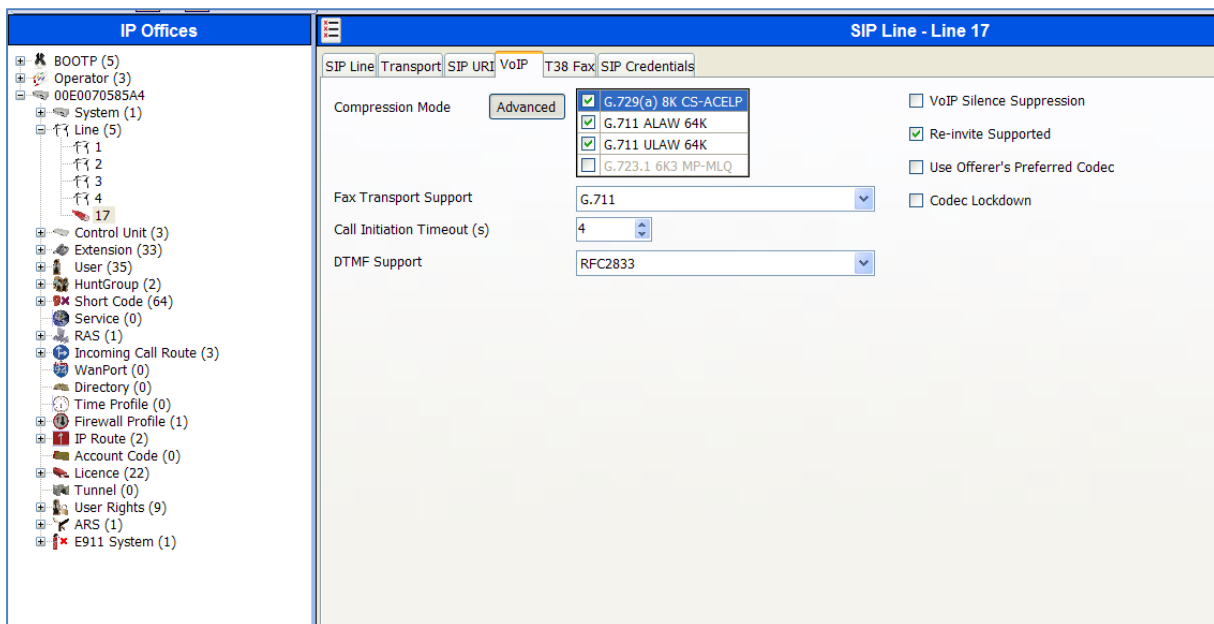 IP Offices
BOOTP (5)
Operator (3)
00E0070585A4
System (1)
Line (5)
1
2
3
4
17
Control Unit (3)
Extension (33)
User (35)
HuntGroup (2)
Short Code (64)
Service (0)
RAS (1)
Incoming Call Route (3)
WanPort (0)
Directory (0)
Time Profile (0)
Firewall Profile (1)
IP Route (2)
Account Code (0)
Licence (22)
Tunnel (0)
User Rights (9)
ARS (1)
E911 System (1)
SIP Line - Line 17
SIP Line Transport SIP URI VoIP T38 Fax SIP Credentials
Compression Mode Advanced
G.729(a) 8K CS-ACELP
G.711 ALAW 64K
G.711 ULAW 64K
G.723.1 6K3 MP-MLQ
Fax Transport Support G.711
Call Initiation Timeout (s) 4
DTMF Support RFC2833
VoIP Silence Suppression
Re-invite Supported
Use Offerer's Preferred Codec
Codec Lockdown